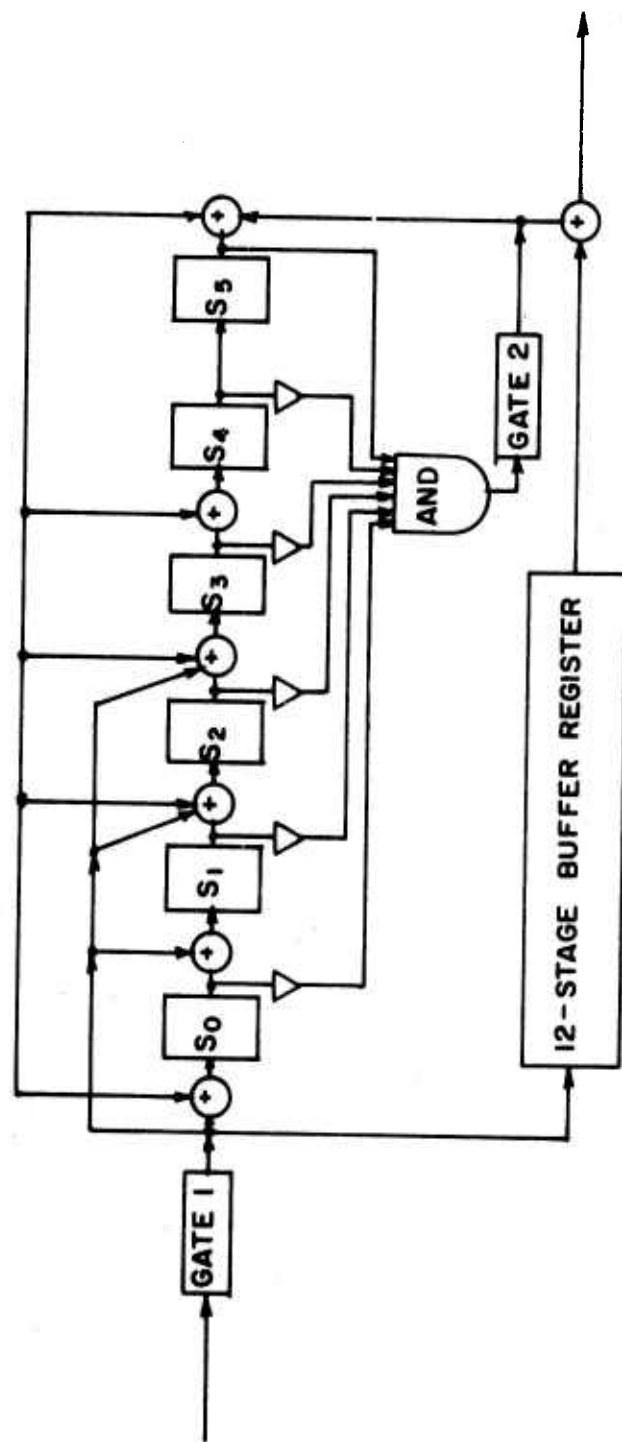 GATE 1
S0
S1
S2
S3
S4
S5
AND
GATE 2
12-STAGE BUFFER REGISTER